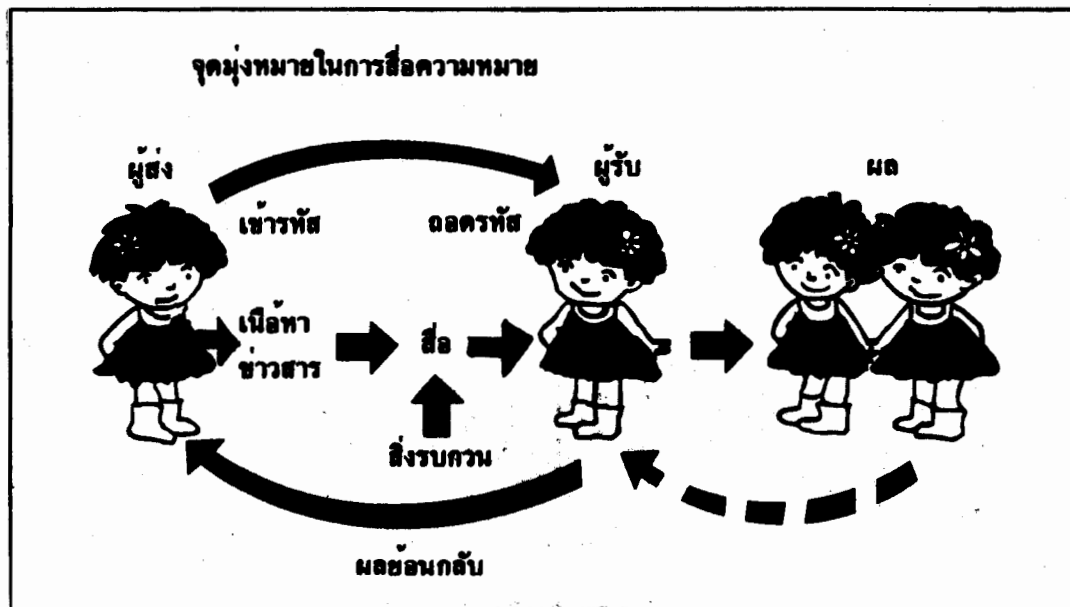 จุดมุ่งหมายในการสื่อความหมาย
ผู้ส่ง
ผู้รับ
ผล
เข้ารหัส
ถอดรหัส
เนื้อหา
ข่าวสาร
สื่อ
สิ่งรบกวน
ผลย้อนกลับ